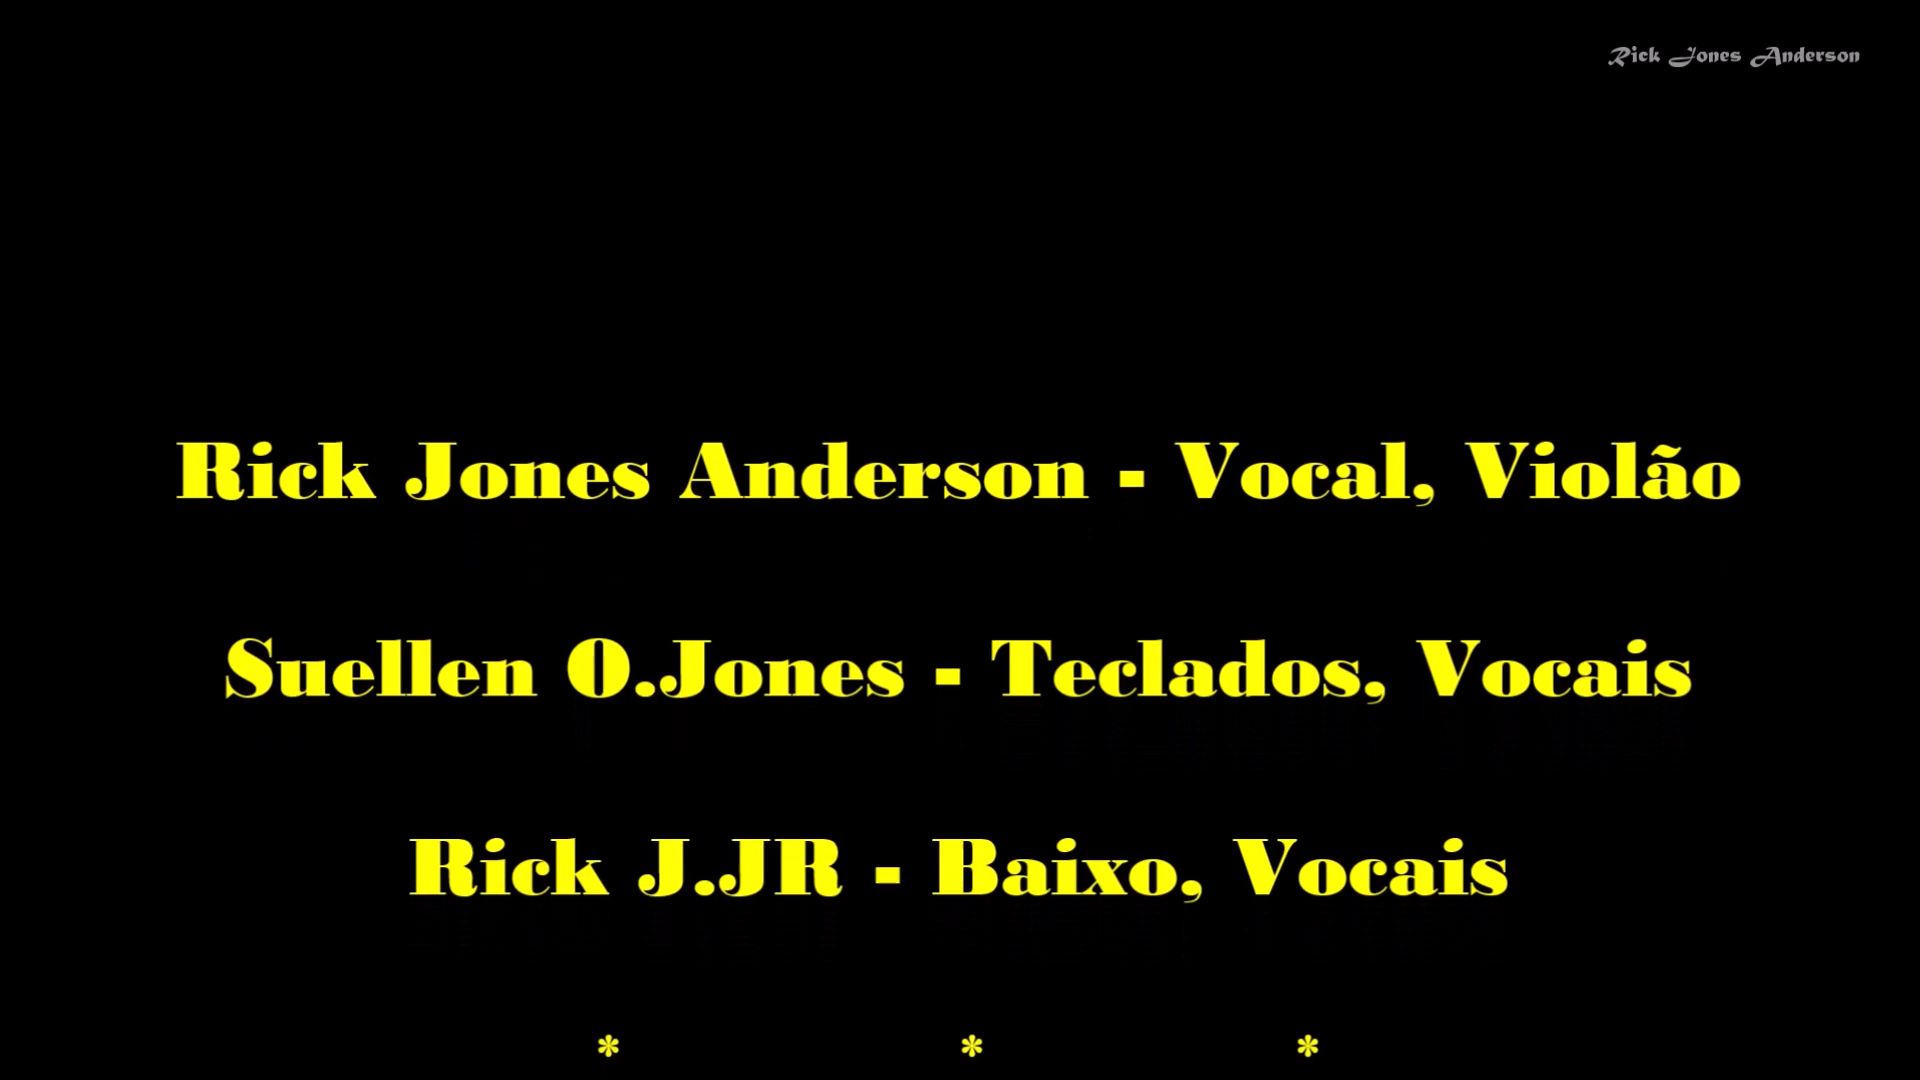 Rick Jones Anderson
Rick Jones Anderson - Vocal, Violão
Suellen O.Jones - Teclados, Vocais
Rick J.JR - Baixo, Vocais
* * *